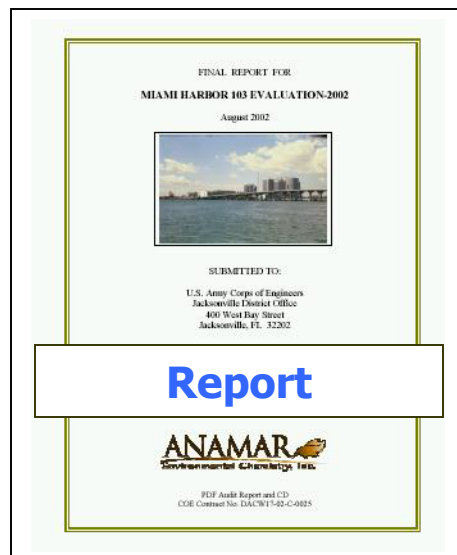 FINAL REPORT FOR
MIAMI HARBOR 103 EVALUATION-2002
August 2002
SUBMITTED TO:
U.S. Army Corps of Engineers
Jacksonville District Office
400 West Bay Street
Jacksonville, FL 32202
Report
ANAMAR
Environmental Chemistry, Inc.
PDF Audit Report and CD
COE Contract No. DACW17-02-C-0025